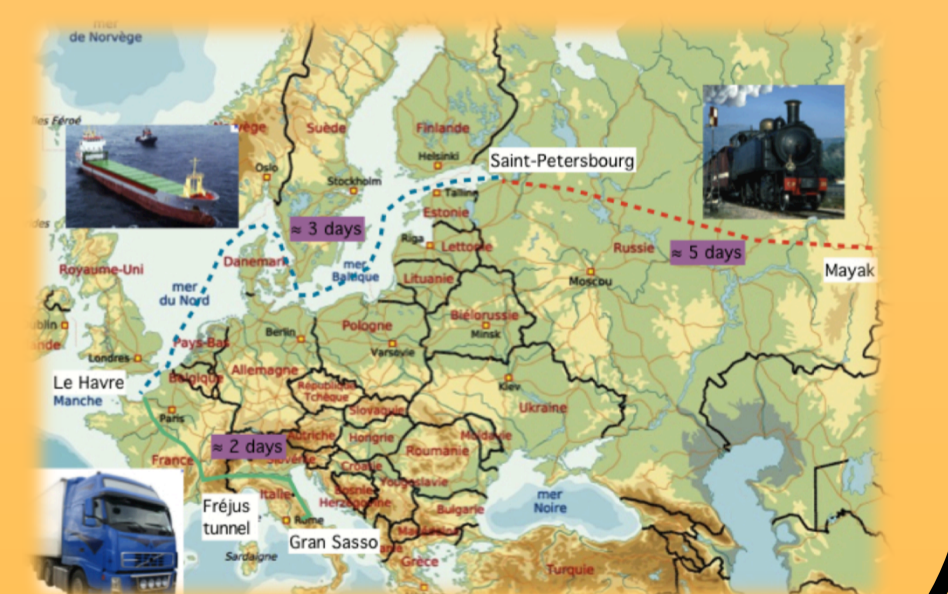 mer
de Norvège
Suède
Finlande
Oslo
Helsinki
Stockholm
Saint-Petersbourg
Tallinn
Estonie
≈ 3 days
Riga
Lettonie
Russie
≈ 5 days
Danemark
mer
Baltique
Royaume-Uni
Lituanie
Moscou
Mayak
mer
du Nord
Biélorussie
Minsk
Berlin
Pologne
Varsovie
Londres
Pays-Bas
Allemagne
Belgique
Le Havre
Manche
République
Tchèque
Kiev
Slovaquie
Ukraine
Paris
≈ 2 days
Hongrie
Moldavie
France
Roumanie
Croatie
Yougoslavie
Italie
mer
Noire
Bulgarie
Fréjus
tunnel
Rome
Gran Sasso
Sardaigne
Grèce
Turquie